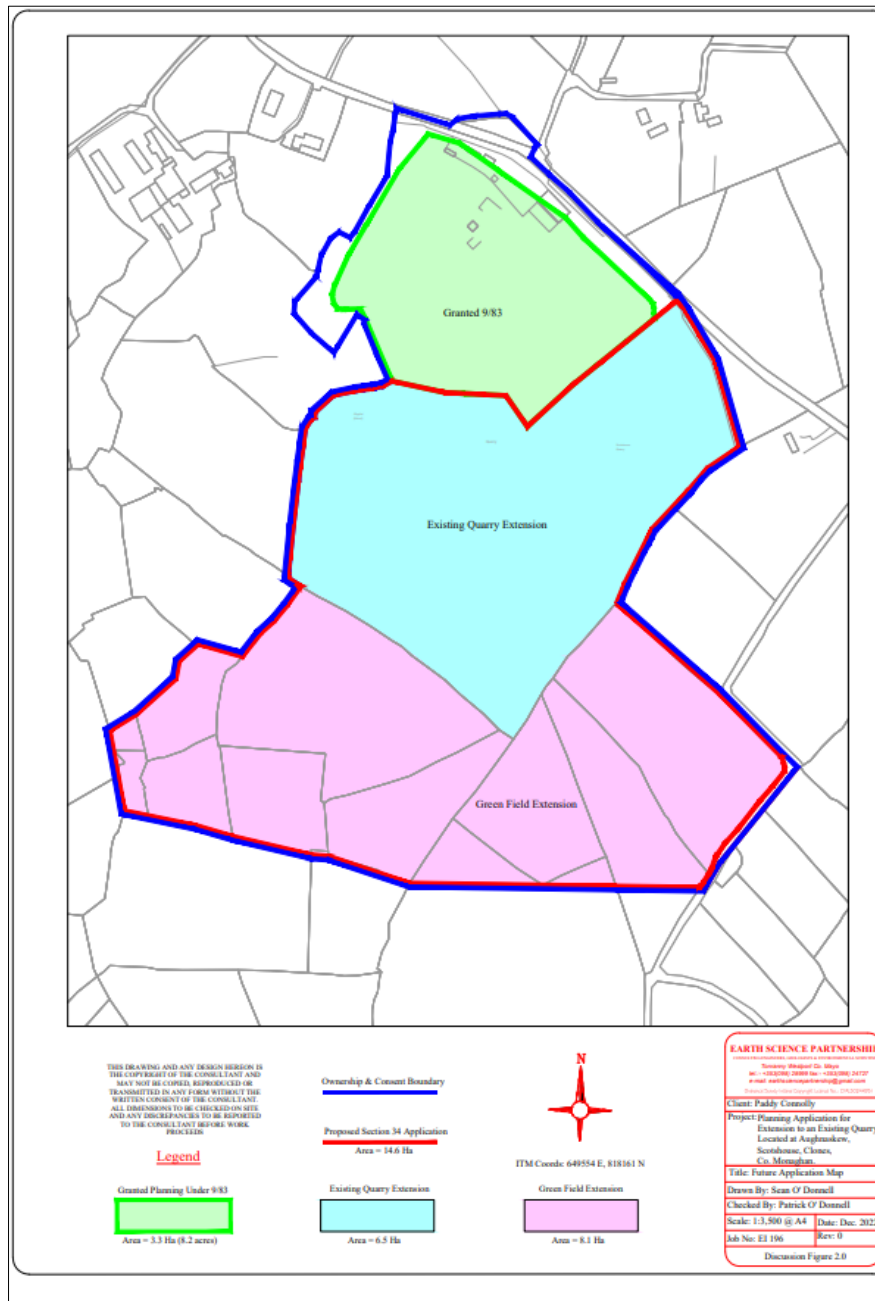 Granted 9/83
Existing Quarry Extension
Green Field Extension
THIS DRAWING AND ANY DESIGN HEREON IS
THE COPYRIGHT OF THE CONSULTANT AND
MAY NOT BE COPIED, REPRODUCED OR
TRANSMITTED IN ANY FORM WITHOUT THE
WRITTEN CONSENT OF THE CONSULTANT.
ALL DIMENSIONS TO BE CHECKED ON SITE
AND ANY DISCREPANCIES TO BE REPORTED
TO THE CONSULTANT BEFORE WORK
PROCEEDS
Legend
Granted Planning Under 9/83
Area = 3.3 Ha (8.2 acres)
Ownership & Consent Boundary
Proposed Section 34 Application
Area = 14.6 Ha
Existing Quarry Extension
Area = 6.5 Ha
N
ITM Coords: 649554 E, 818161 N
Green Field Extension
Area = 8.1 Ha
EARTH SCIENCE PARTNERSHIP
Westport Co. Mayo
e-mail: earthsciencepartnership@gmail.com
Client: Paddy Connolly
Project: Planning Application for
Extension to an Existing Quarry
Located at Aughnaskew,
Scotshouse, Clones,
Co. Monaghan.
Title: Future Application Map
Drawn By: Sean O' Donnell
Checked By: Patrick O' Donnell
Scale: 1:3,500 @ A4
Date: Dec. 2022
Job No: EI 196
Rev: 0
Discussion Figure 2.0